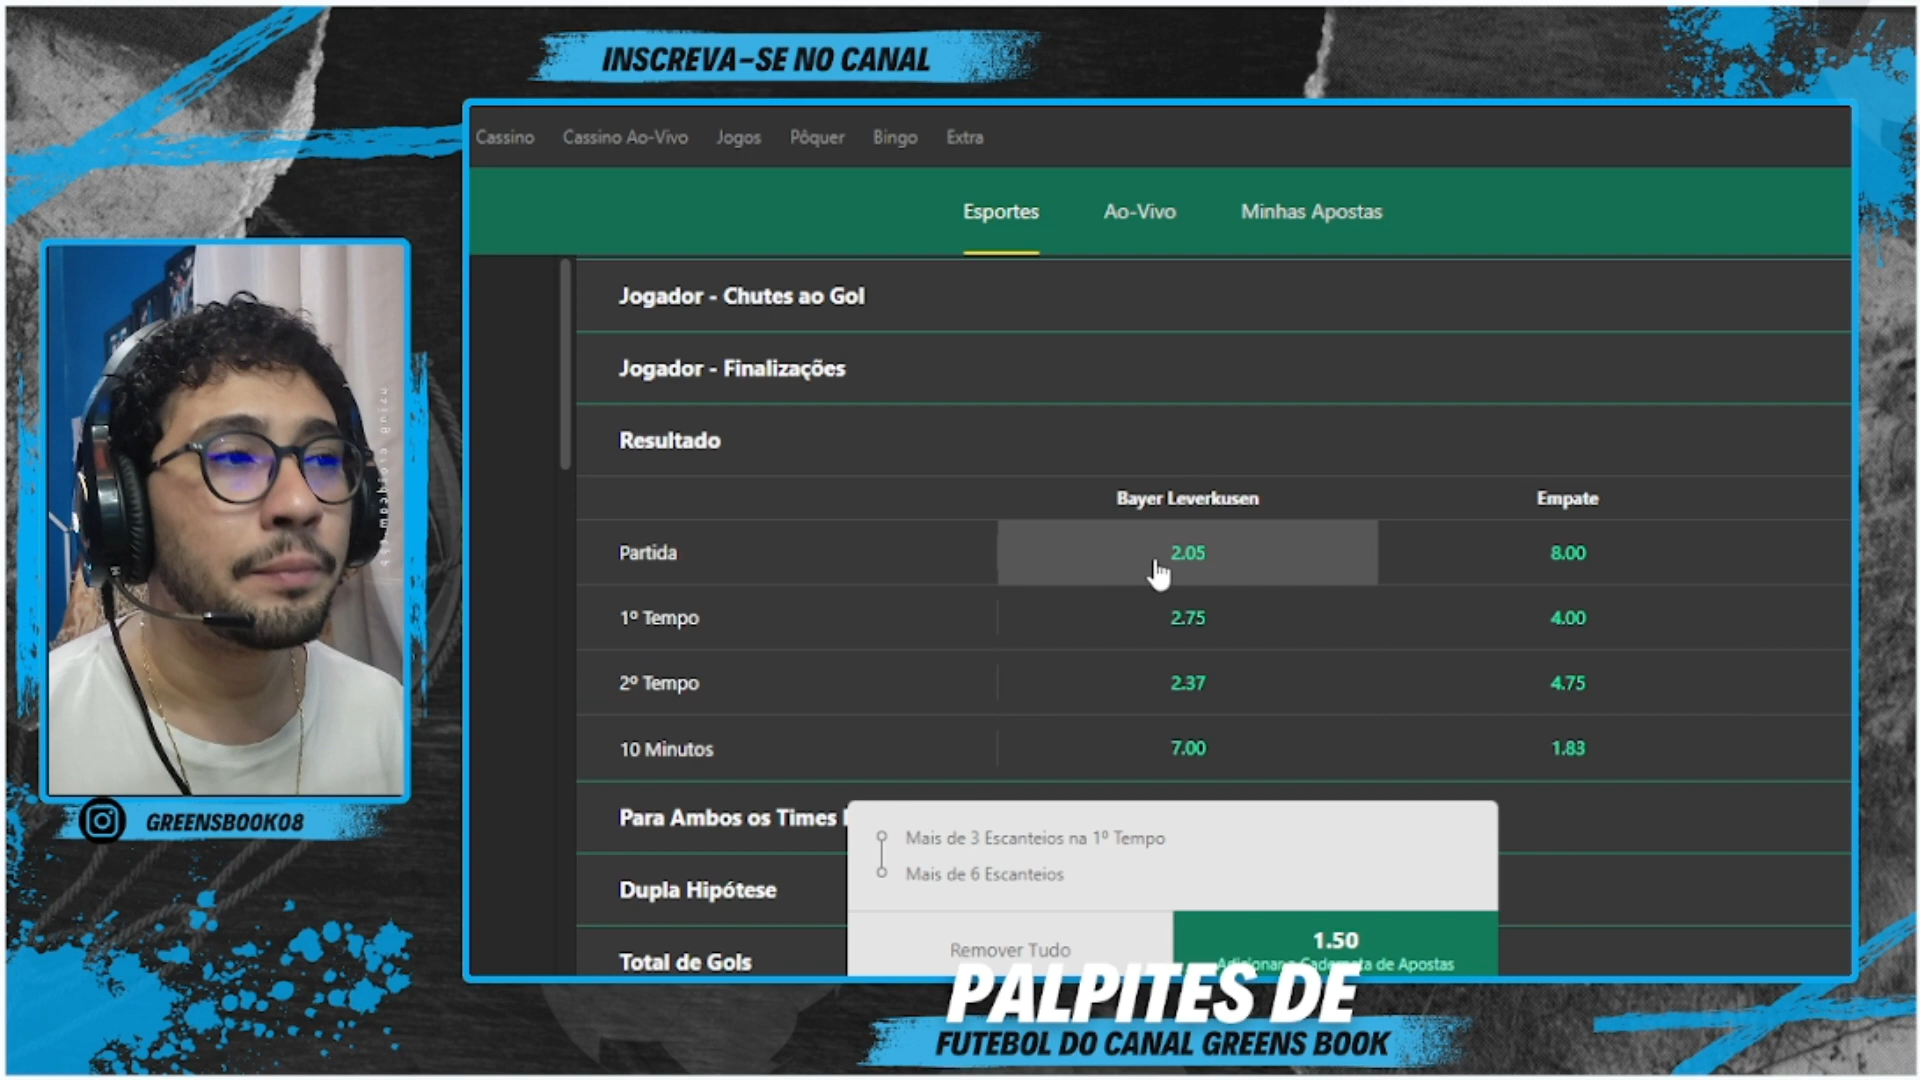 INSCREVA-SE NO CANAL
Cassino Cassino Ao-Vivo Jogos Pôquer Bingo Extra
Esportes Ao-Vivo Minhas Apostas
Jogador - Chutes ao Gol
Jogador - Finalizações
Resultado
Bayer Leverkusen Empate
Partida 2.05 8.00
1º Tempo 2.75 4.00
2º Tempo 2.37 4.75
10 Minutos 7.00 1.83
Para Ambos os Times
Mais de 3 Escanteios na 1º Tempo
Mais de 6 Escanteios
Dupla Hipótese
Total de Gols
Remover Tudo
1.50
Adicionar a Caderneta de Apostas
GREENSBOOK08
PALPITES DE
FUTEBOL DO CANAL GREENS BOOK